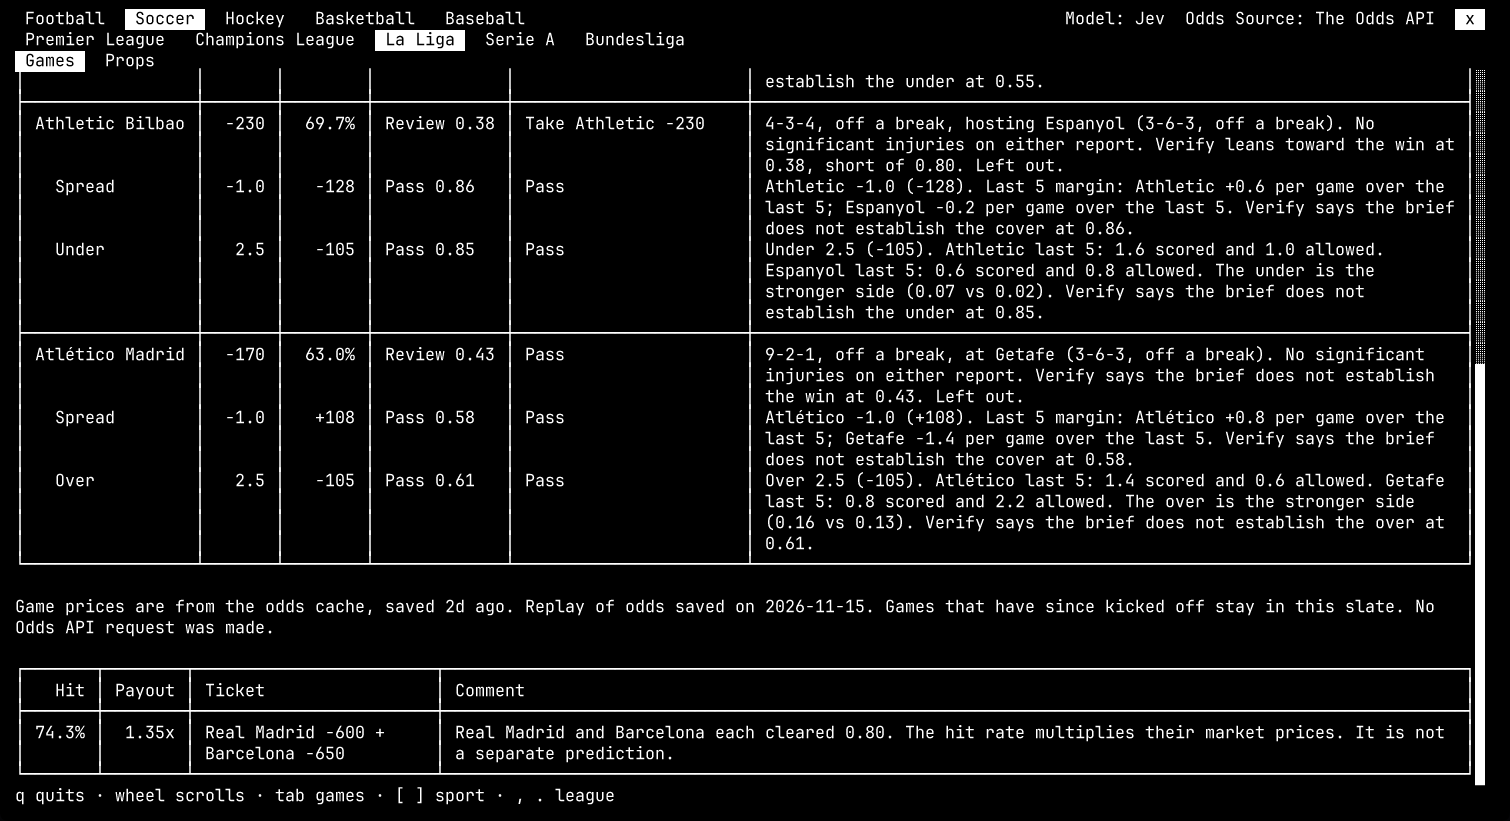 Football Soccer Hockey Basketball Baseball Model: Jev Odds Source: The Odds API x
Premier League Champions League La Liga Serie A Bundesliga
Games Props
establish the under at 0.55.
Athletic Bilbao -230 69.7% Review 0.38 Take Athletic -230 4-3-4, off a break, hosting Espanyol (3-6-3, off a break). No
significant injuries on either report. Verify leans toward the win at
0.38, short of 0.80. Left out.
Spread -1.0 -128 Pass 0.86 Pass Athletic -1.0 (-128). Last 5 margin: Athletic +0.6 per game over the
last 5; Espanyol -0.2 per game over the last 5. Verify says the brief
does not establish the cover at 0.86.
Under 2.5 -105 Pass 0.85 Pass Under 2.5 (-105). Athletic last 5: 1.6 scored and 1.0 allowed.
Espanyol last 5: 0.6 scored and 0.8 allowed. The under is the
stronger side (0.07 vs 0.02). Verify says the brief does not
establish the under at 0.85.
Atlético Madrid -170 63.0% Review 0.43 Pass 9-2-1, off a break, at Getafe (3-6-3, off a break). No significant
injuries on either report. Verify says the brief does not establish
the win at 0.43. Left out.
Spread -1.0 +108 Pass 0.58 Pass Atlético -1.0 (+108). Last 5 margin: Atlético +0.8 per game over the
last 5; Getafe -1.4 per game over the last 5. Verify says the brief
does not establish the cover at 0.58.
Over 2.5 -105 Pass 0.61 Pass Over 2.5 (-105). Atlético last 5: 1.4 scored and 0.6 allowed. Getafe
last 5: 0.8 scored and 2.2 allowed. The over is the stronger side
(0.16 vs 0.13). Verify says the brief does not establish the over at
0.61.
Game prices are from the odds cache, saved 2d ago. Replay of odds saved on 2026-11-15. Games that have since kicked off stay in this slate. No
Odds API request was made.
Hit Payout Ticket Comment
74.3% 1.35x Real Madrid -600 + Real Madrid and Barcelona each cleared 0.80. The hit rate multiplies their market prices. It is not
Barcelona -650 a separate prediction.
q quits · wheel scrolls · tab games · [ ] sport · , . league